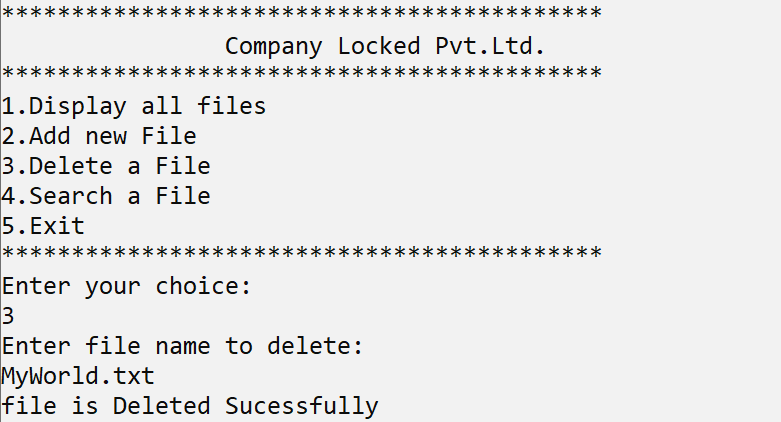 *******************************************
Company Locked Pvt.Ltd.
*******************************************
1.Display all files
2.Add new File
3.Delete a File
4.Search a File
5.Exit
*******************************************
Enter your choice:
3
Enter file name to delete:
MyWorld.txt
file is Deleted Sucessfully